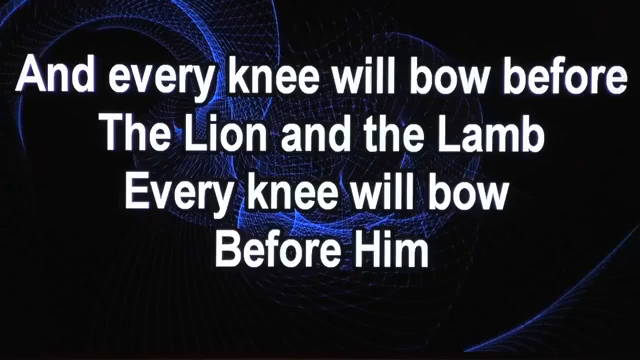 And every knee will bow before
The Lion and the Lamb
Every knee will bow
Before Him